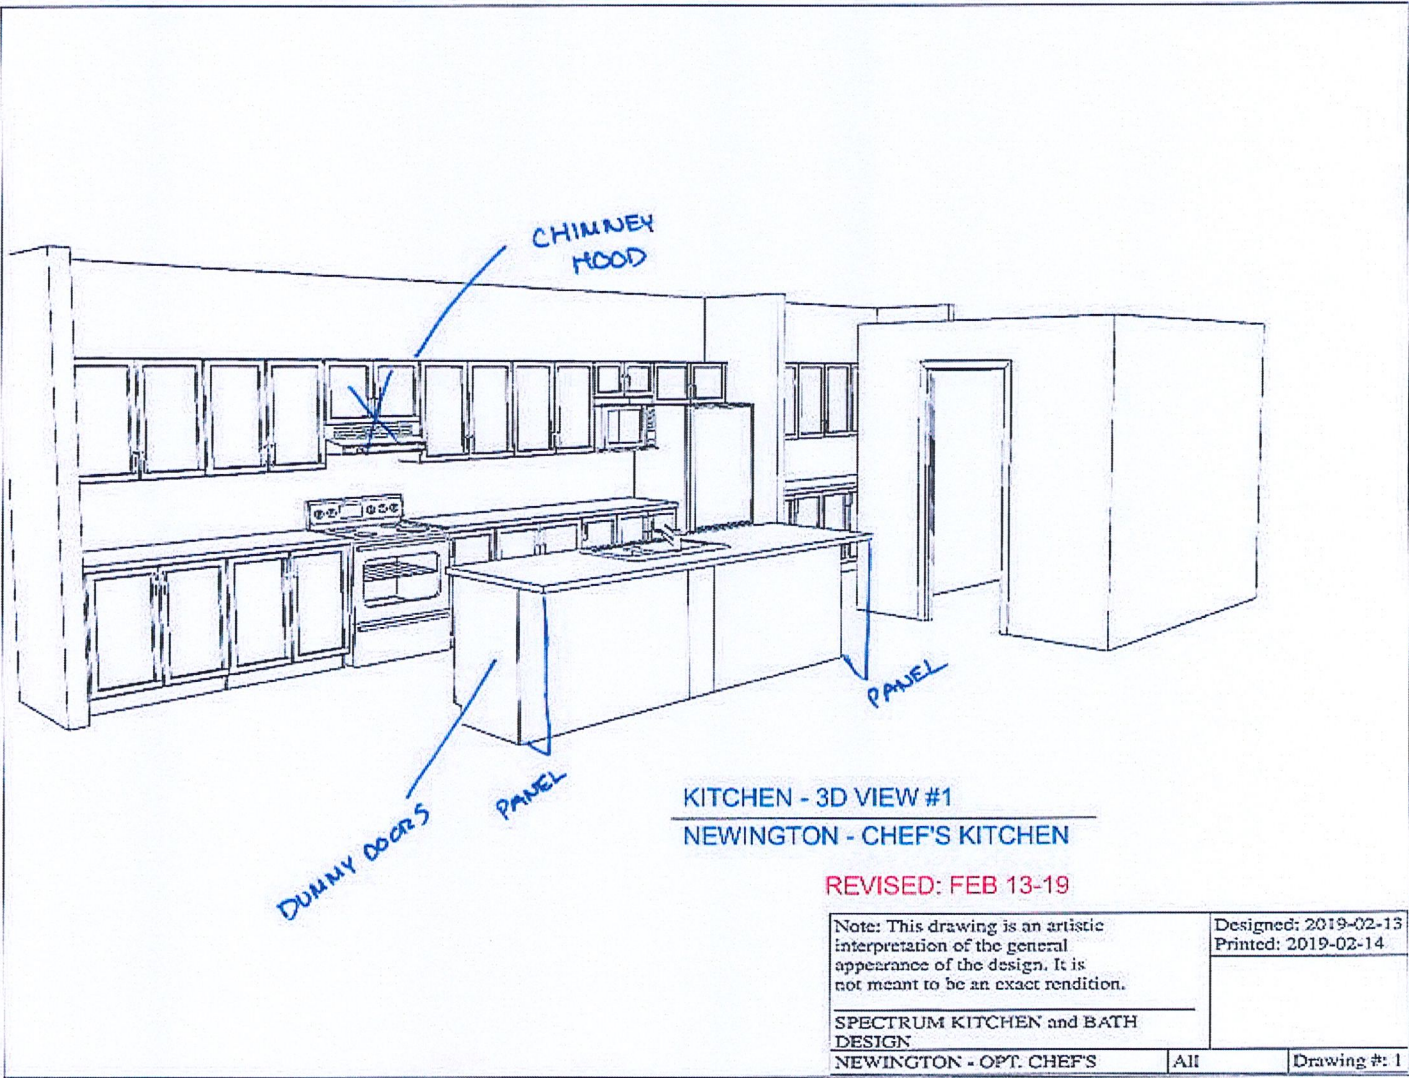 CHIMNEY
HOOD
PANEL
PANEL
DUMMY DOORS
KITCHEN - 3D VIEW #1
NEWINGTON - CHEF'S KITCHEN
REVISED: FEB 13-19
Note: This drawing is an artistic
interpretation of the general
appearance of the design. It is
not meant to be an exact rendition.
Designed: 2019-02-13
Printed: 2019-02-14
SPECTRUM KITCHEN and BATH
DESIGN
NEWINGTON - OPT. CHEF'S
All
Drawing #: 1